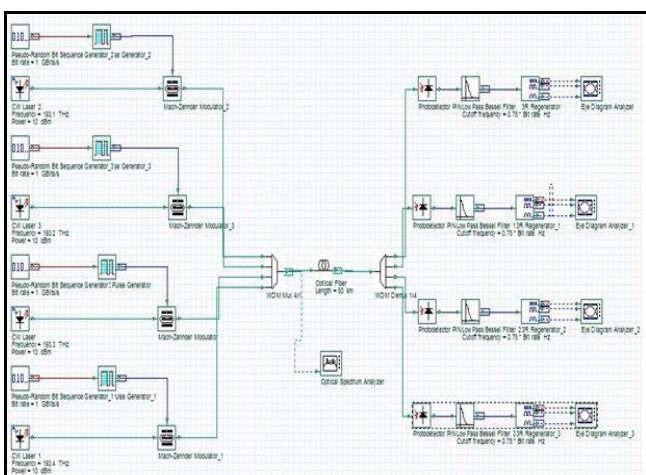 Pseudo-Random Bit Sequence Generator_2se Generator_2
Bit rate = 1 GBits/s
CW Laser 2
Frequency = 193.1 THz
Power = 10 dBm
Mach-Zehnder Modulator_2
Pseudo-Random Bit Sequence Generator_3se Generator_3
Bit rate = 1 GBits/s
CW Laser 3
Frequency = 193.2 THz
Power = 10 dBm
Mach-Zehnder Modulator_3
Pseudo-Random Bit Sequence Generator Pulse Generator
Bit rate = 1 GBits/s
CW Laser
Frequency = 193.3 THz
Power = 10 dBm
Mach-Zehnder Modulator
Pseudo-Random Bit Sequence Generator_1 ulse Generator_1
Bit rate = 1 GBits/s
CW Laser 1
Frequency = 193.4 THz
Power = 10 dBm
Mach-Zehnder Modulator_1
WDM Mux 4x1
Optical Fiber
Length = 50 km
WDM Demux 1x4
Optical Spectrum Analyzer
Photodetector PIN Low Pass Bessel Filter 3R Regenerator
Cutoff frequency = 0.75 * Bit rate Hz
Eye Diagram Analyzer
Photodetector PIN Low Pass Bessel Filter 13R Regenerator_1
Cutoff frequency = 0.75 * Bit rate Hz
Eye Diagram Analyzer_1
Photodetector PIN Low Pass Bessel Filter 23R Regenerator_2
Cutoff frequency = 0.75 * Bit rate Hz
Eye Diagram Analyzer_2
Photodetector PIN Low Pass Bessel Filter 33R Regenerator_3
Cutoff frequency = 0.75 * Bit rate Hz
Eye Diagram Analyzer_3